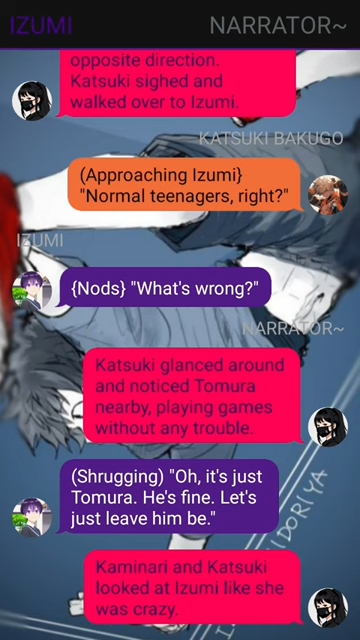 IZUMI NARRATOR~
opposite direction.
Katsuki sighed and
walked over to Izumi.
KATSUKI BAKUGO
(Approaching Izumi}
"Normal teenagers, right?"
IZUMI
{Nods} "What's wrong?"
NARRATOR~
Katsuki glanced around
and noticed Tomura
nearby, playing games
without any trouble.
(Shrugging) "Oh, it's just
Tomura. He's fine. Let's
just leave him be."
IDORIYA
Kaminari and Katsuki
looked at Izumi like she
was crazy.